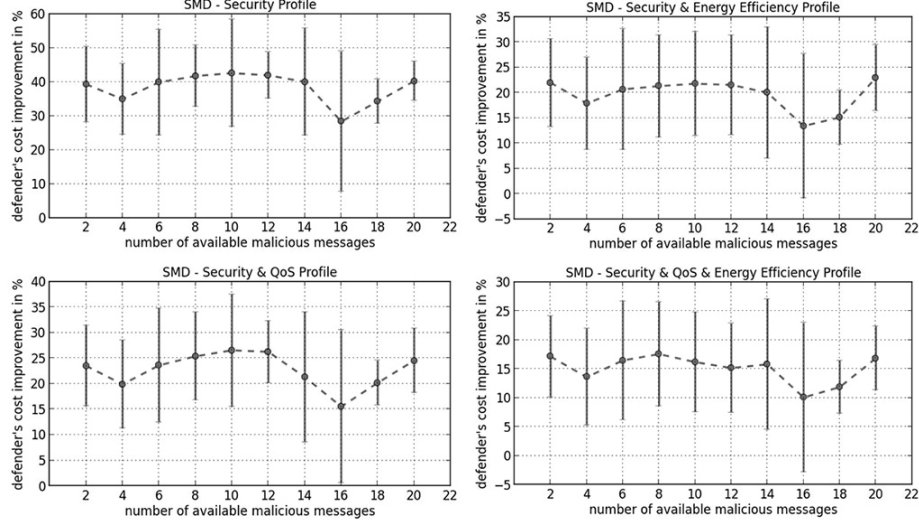 SMD - Security Profile
defender's cost improvement in %
60
50
40
30
20
10
0
2 4 6 8 10 12 14 16 18 20 22
number of available malicious messages
SMD - Security & Energy Efficiency Profile
defender's cost improvement in %
35
30
25
20
15
10
5
0
−5
2 4 6 8 10 12 14 16 18 20 22
number of available malicious messages
SMD - Security & QoS Profile
defender's cost improvement in %
40
35
30
25
20
15
10
5
0
2 4 6 8 10 12 14 16 18 20 22
number of available malicious messages
SMD - Security & QoS & Energy Efficiency Profile
defender's cost improvement in %
30
25
20
15
10
5
0
−5
2 4 6 8 10 12 14 16 18 20 22
number of available malicious messages